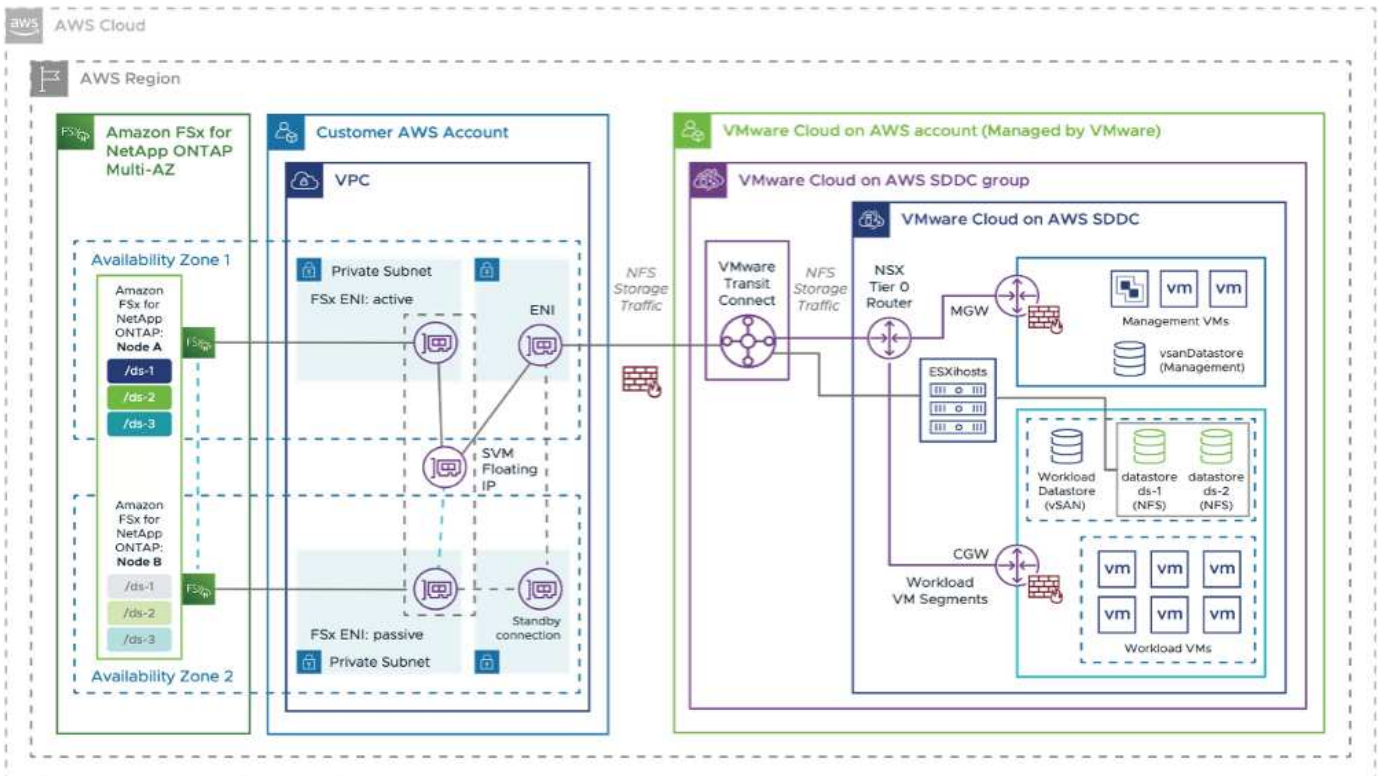 aws
AWS Cloud
AWS Region
FSx
Amazon FSx for
NetApp ONTAP
Multi-AZ
Availability Zone 1
Amazon
FSx for
NetApp
ONTAP:
Node A
/ds-1
/ds-2
/ds-3
FSx
Amazon
FSx for
NetApp
ONTAP:
Node B
/ds-1
/ds-2
/ds-3
FSx
Availability Zone 2
Customer AWS Account
VPC
Private Subnet
FSx ENI: active
ENI
SVM
Floating
IP
Standby
connection
FSx ENI: passive
Private Subnet
NFS
Storage
Traffic
VMware Cloud on AWS account (Managed by VMware)
VMware Cloud on AWS SDDC group
VMware
Transit
Connect
NFS
Storage
Traffic
VMware Cloud on AWS SDDC
NSX
Tier 0
Router
MGW
vm
vm
Management VMs
vsanDatastore
(Management)
ESXihosts
Workload
Datastore
(vSAN)
datastore
ds-1
(NFS)
datastore
ds-2
(NFS)
CGW
Workload
VM Segments
vm
vm
vm
vm
vm
vm
Workload VMs